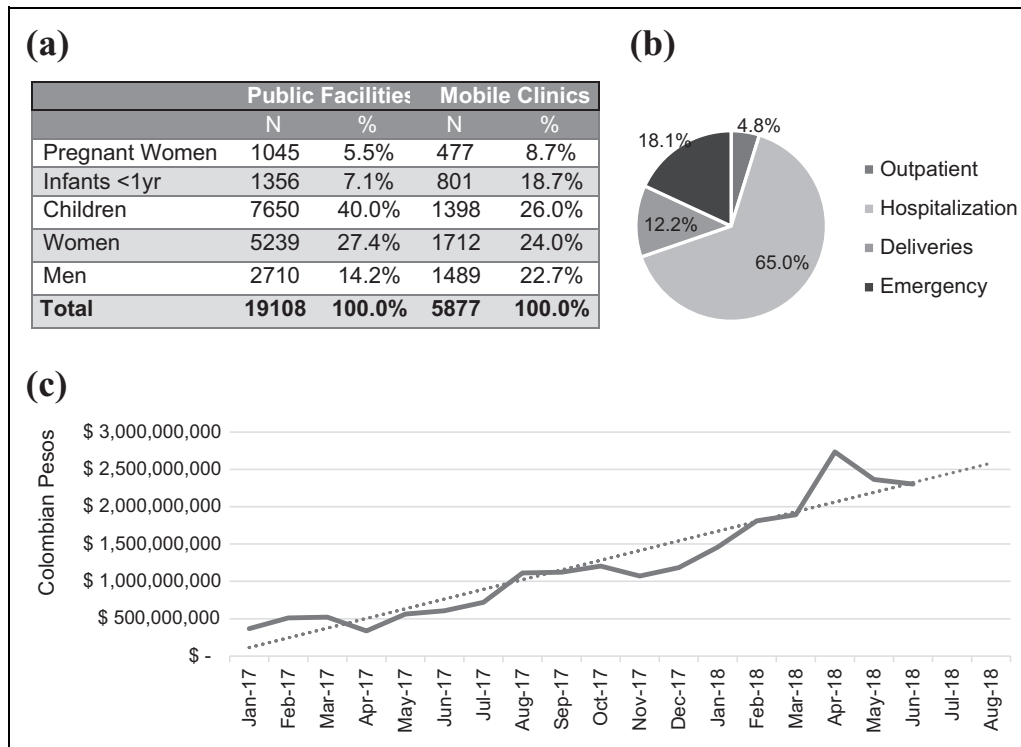 (a)
Public Facilities Mobile Clinics
N % N %
Pregnant Women 1045 5.5% 477 8.7%
Infants <1yr 1356 7.1% 801 18.7%
Children 7650 40.0% 1398 26.0%
Women 5239 27.4% 1712 24.0%
Men 2710 14.2% 1489 22.7%
Total 19108 100.0% 5877 100.0%
(b)
4.8%
18.1%
12.2%
65.0%
Outpatient
Hospitalization
Deliveries
Emergency
(c)
Colombian Pesos
$ 3,000,000,000
$ 2,500,000,000
$ 2,000,000,000
$ 1,500,000,000
$ 1,000,000,000
$ 500,000,000
$ -
Jan-17
Feb-17
Mar-17
Apr-17
May-17
Jun-17
Jul-17
Aug-17
Sep-17
Oct-17
Nov-17
Dec-17
Jan-18
Feb-18
Mar-18
Apr-18
May-18
Jun-18
Jul-18
Aug-18